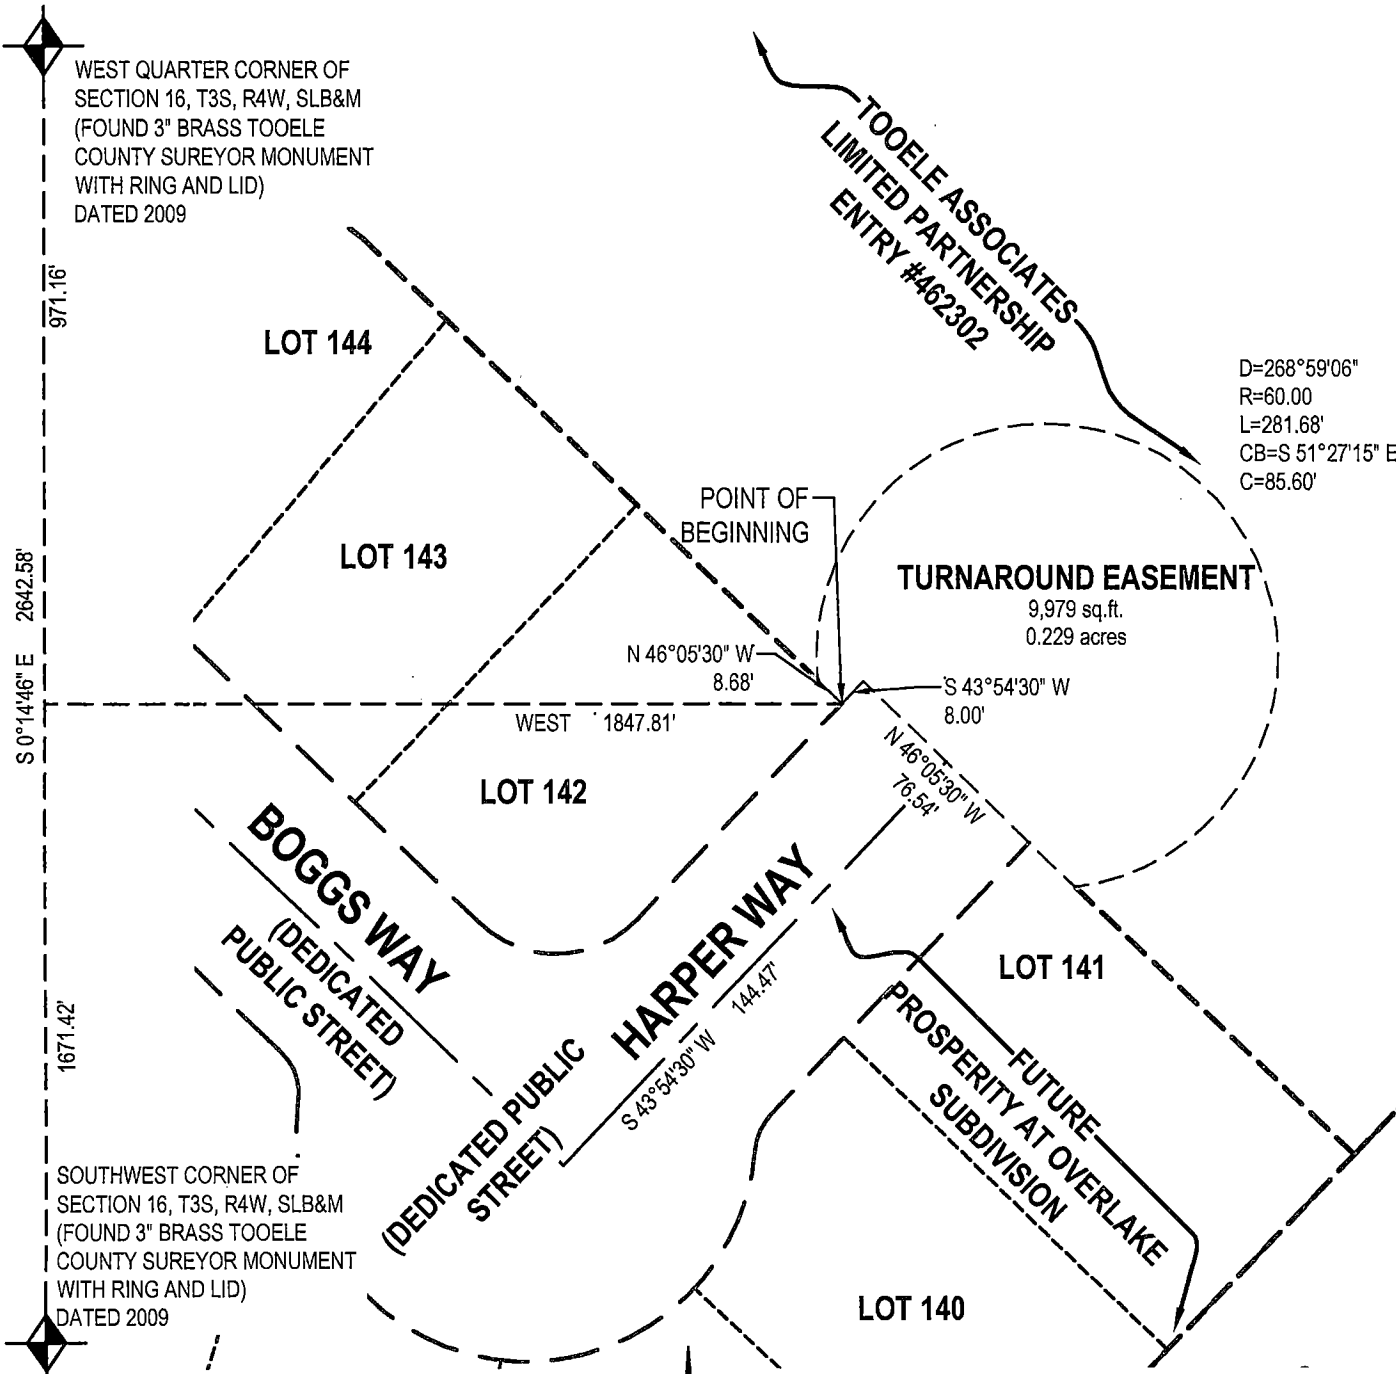 WEST QUARTER CORNER OF
SECTION 16, T3S, R4W, SLB&M
(FOUND 3" BRASS TOOELE
COUNTY SUREYOR MONUMENT
WITH RING AND LID)
DATED 2009
971.16'
TOOELE ASSOCIATES
LIMITED PARTNERSHIP
ENTRY #462302
LOT 144
D=268°59'06"
R=60.00
L=281.68'
CB=S 51°27'15" E
C=85.60'
POINT OF
BEGINNING
LOT 143
TURNAROUND EASEMENT
9,979 sq.ft.
0.229 acres
S 0°14'46" E 2642.58'
N 46°05'30" W
8.68'
S 43°54'30" W
8.00'
WEST 1847.81'
N 46°05'30" W
76.54'
LOT 142
BOGGS WAY
(DEDICATED
PUBLIC STREET)
HARPER WAY
(DEDICATED PUBLIC
STREET)
S 43°54'30" W 144.47'
LOT 141
1671.42'
FUTURE
PROSPERITY AT OVERLAKE
SUBDIVISION
SOUTHWEST CORNER OF
SECTION 16, T3S, R4W, SLB&M
(FOUND 3" BRASS TOOELE
COUNTY SUREYOR MONUMENT
WITH RING AND LID)
DATED 2009
LOT 140